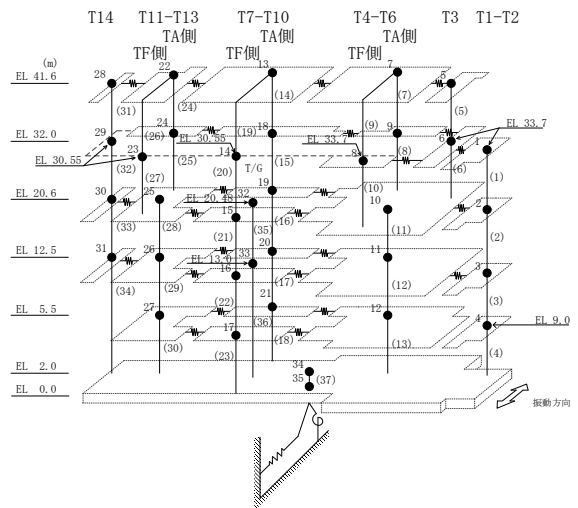 T14 T11-T13 T7-T10 T4-T6 T3 T1-T2
TA側 TA側 TA側
TF側 TF側 TF側
(m)
EL 41.6 28 22 13 7 5
(31) (24) (14) (7) (5)
EL 32.0 29 24 18 9 6 1 EL 33.7
(26) (19) (9)
EL 30.55 23 EL 30.55 14 EL 33.7 8 (8) (6)
(32) (25) (20) T/G (15) (1)
(27) (10)
EL 20.6 30 25 EL 20.48 32 19 10 2
(33) (28) 15 (35) (16) (11) (2)
(21) 20
EL 12.5 31 26 EL 13.0 33 11 3
16
(34) (29) (17) (12) (3)
EL 5.5 27 (22) 21 12 4 EL 9.0
(36)
(30) 17 (18) (13) (4)
(23)
EL 2.0 34
EL 0.0 35 (37)
振動方向